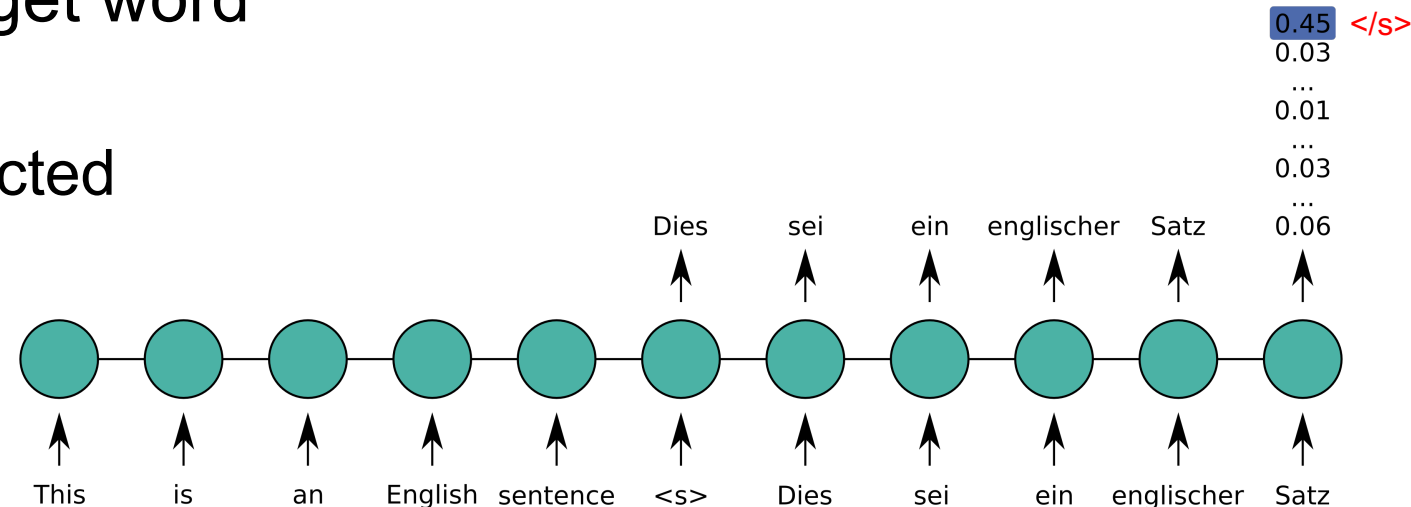 get word
cted
0.45 </s>
0.03
...
0.01
...
0.03
...
0.06
Dies sei ein englischer Satz
This is an English sentence <s> Dies sei ein englischer Satz